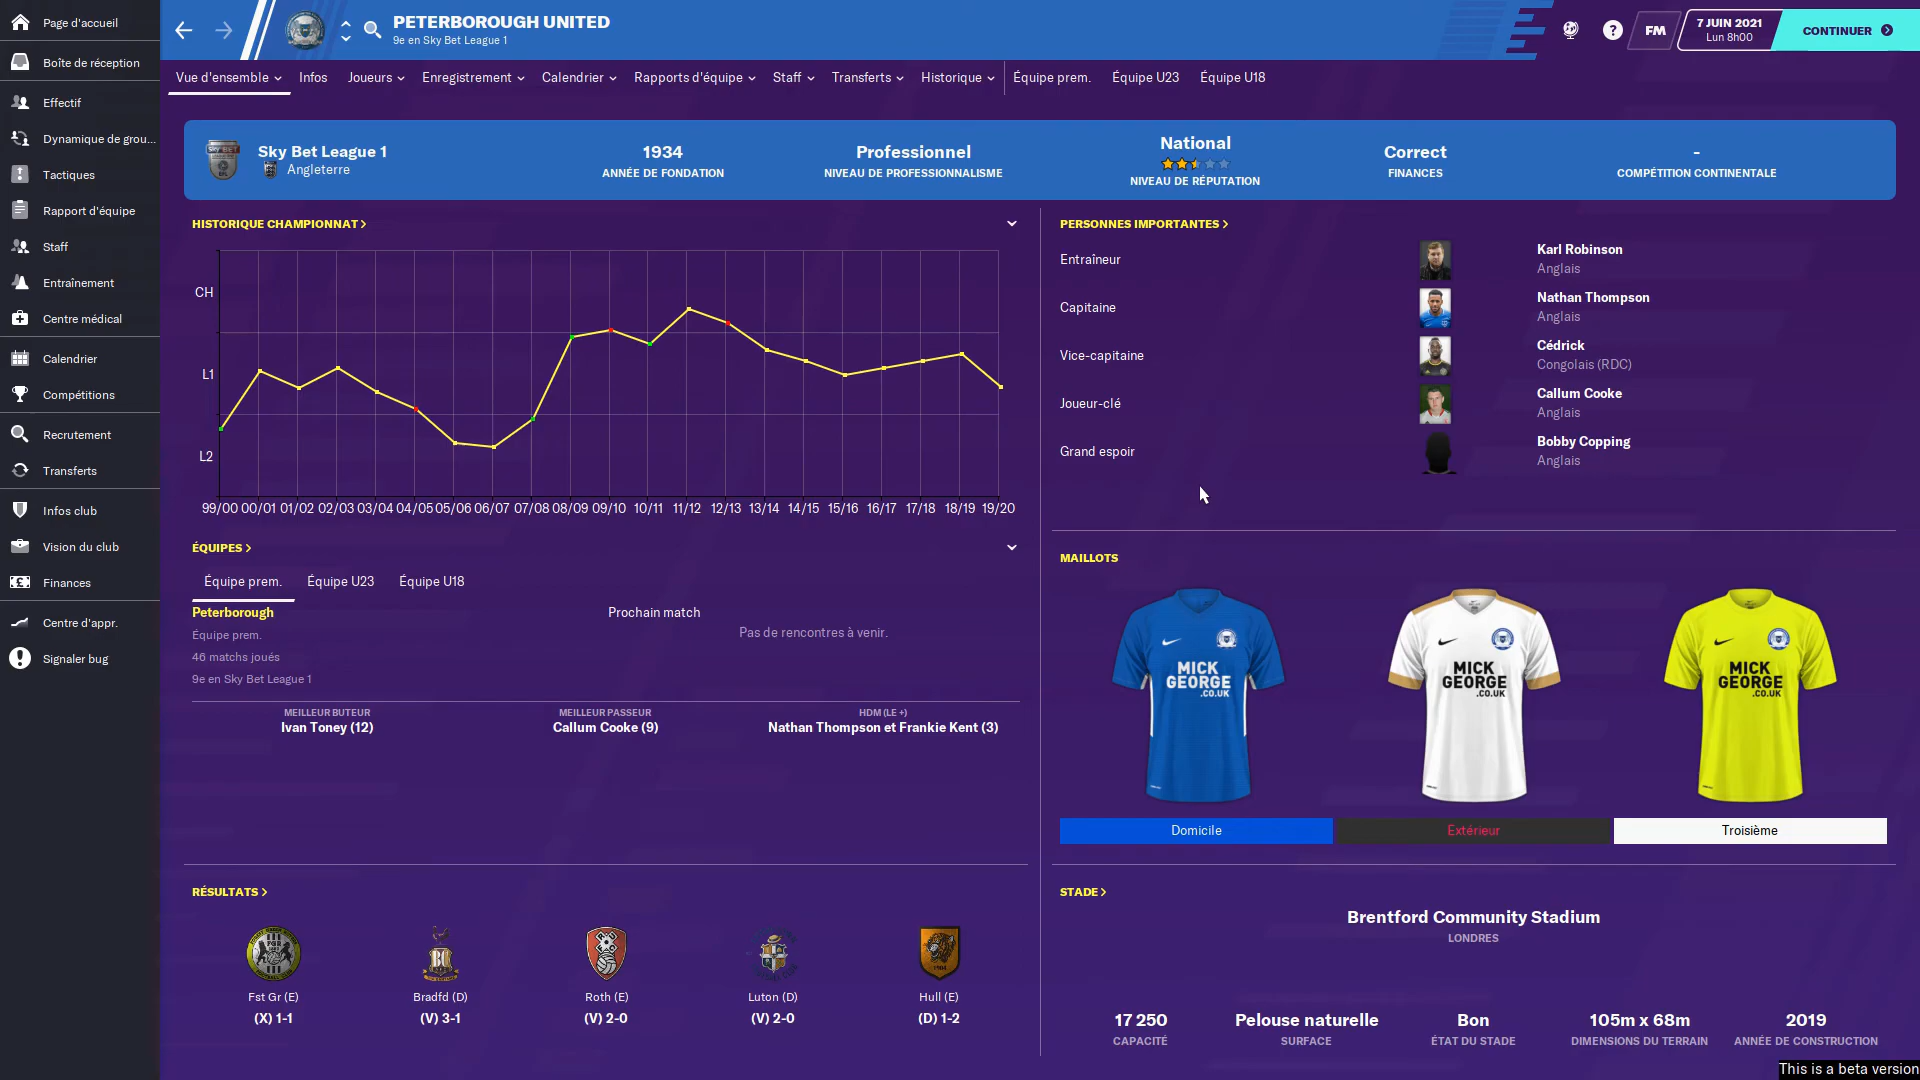 Page d'accueil
Boîte de réception
Effectif
Dynamique de grou...
Tactiques
Rapport d'équipe
Staff
Entraînement
Centre médical
Calendrier
Compétitions
Recrutement
Transferts
Infos club
Vision du club
Finances
Centre d'appr.
Signaler bug
PETERBOROUGH UNITED
9e en Sky Bet League 1
FM
7 JUIN 2021
Lun 8h00
CONTINUER
Vue d'ensemble Infos Joueurs Enregistrement Calendrier Rapports d'équipe Staff Transferts Historique Équipe prem. Équipe U23 Équipe U18
Sky Bet League 1
Angleterre
1934
ANNÉE DE FONDATION
Professionnel
NIVEAU DE PROFESSIONNALISME
National
NIVEAU DE RÉPUTATION
Correct
FINANCES
-
COMPÉTITION CONTINENTALE
HISTORIQUE CHAMPIONNAT >
CH
L1
L2
99/00 00/01 01/02 02/03 03/04 04/05 05/06 06/07 07/08 08/09 09/10 10/11 11/12 12/13 13/14 14/15 15/16 16/17 17/18 18/19 19/20
ÉQUIPES >
Équipe prem. Équipe U23 Équipe U18
Peterborough
Équipe prem.
46 matchs joués
9e en Sky Bet League 1
Prochain match
Pas de rencontres à venir.
MEILLEUR BUTEUR
Ivan Toney (12)
MEILLEUR PASSEUR
Callum Cooke (9)
HDM (LE +)
Nathan Thompson et Frankie Kent (3)
RÉSULTATS >
Fst Gr (E)
(X) 1-1
Bradfd (D)
(V) 3-1
Roth (E)
(V) 2-0
Luton (D)
(V) 2-0
Hull (E)
(D) 1-2
PERSONNES IMPORTANTES >
Entraîneur
Karl Robinson
Anglais
Capitaine
Nathan Thompson
Anglais
Vice-capitaine
Cédrick
Congolais (RDC)
Joueur-clé
Callum Cooke
Anglais
Grand espoir
Bobby Copping
Anglais
MAILLOTS
MICK
GEORGE
.CO.UK
MICK
GEORGE
.CO.UK
MICK
GEORGE
.CO.UK
Domicile
Extérieur
Troisième
STADE >
Brentford Community Stadium
LONDRES
17 250
CAPACITÉ
Pelouse naturelle
SURFACE
Bon
ÉTAT DU STADE
105m x 68m
DIMENSIONS DU TERRAIN
2019
ANNÉE DE CONSTRUCTION
This is a beta version